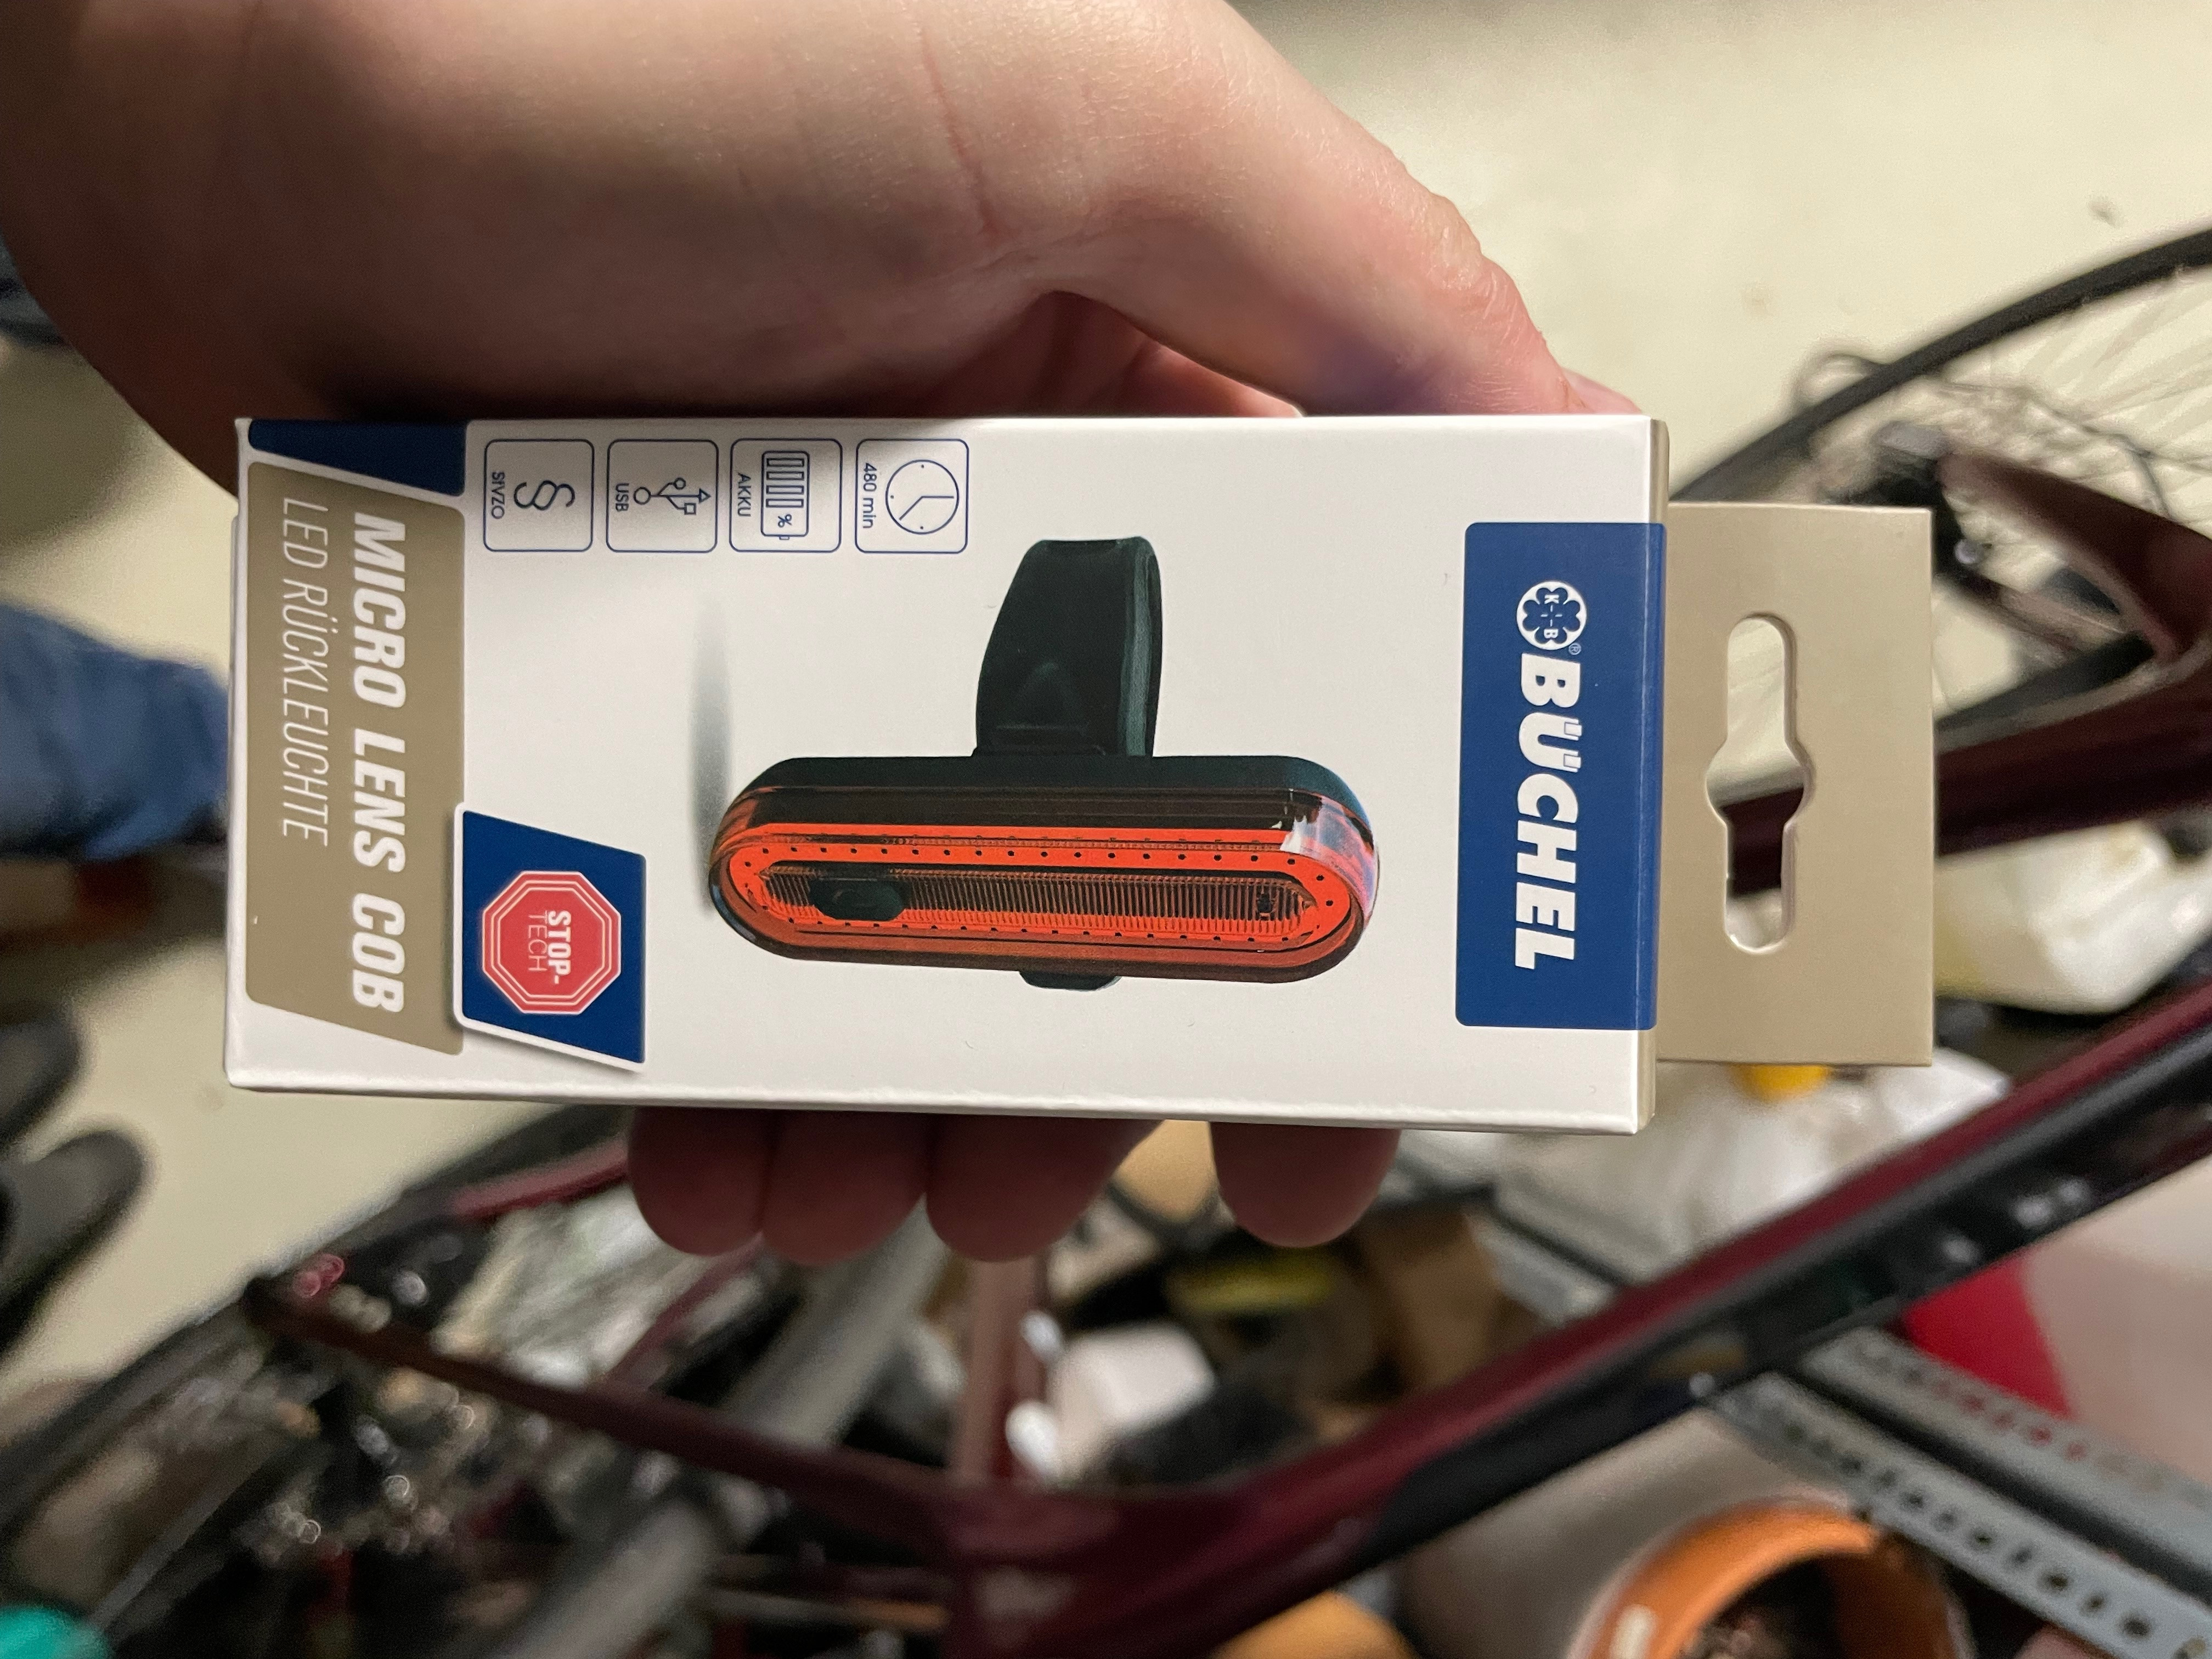 K-B
®
BÜCHEL
480 min
%
AKKU
USB
§
StVZO
STOP-
TECH
MICRO LENS COB
LED RÜCKLEUCHTE